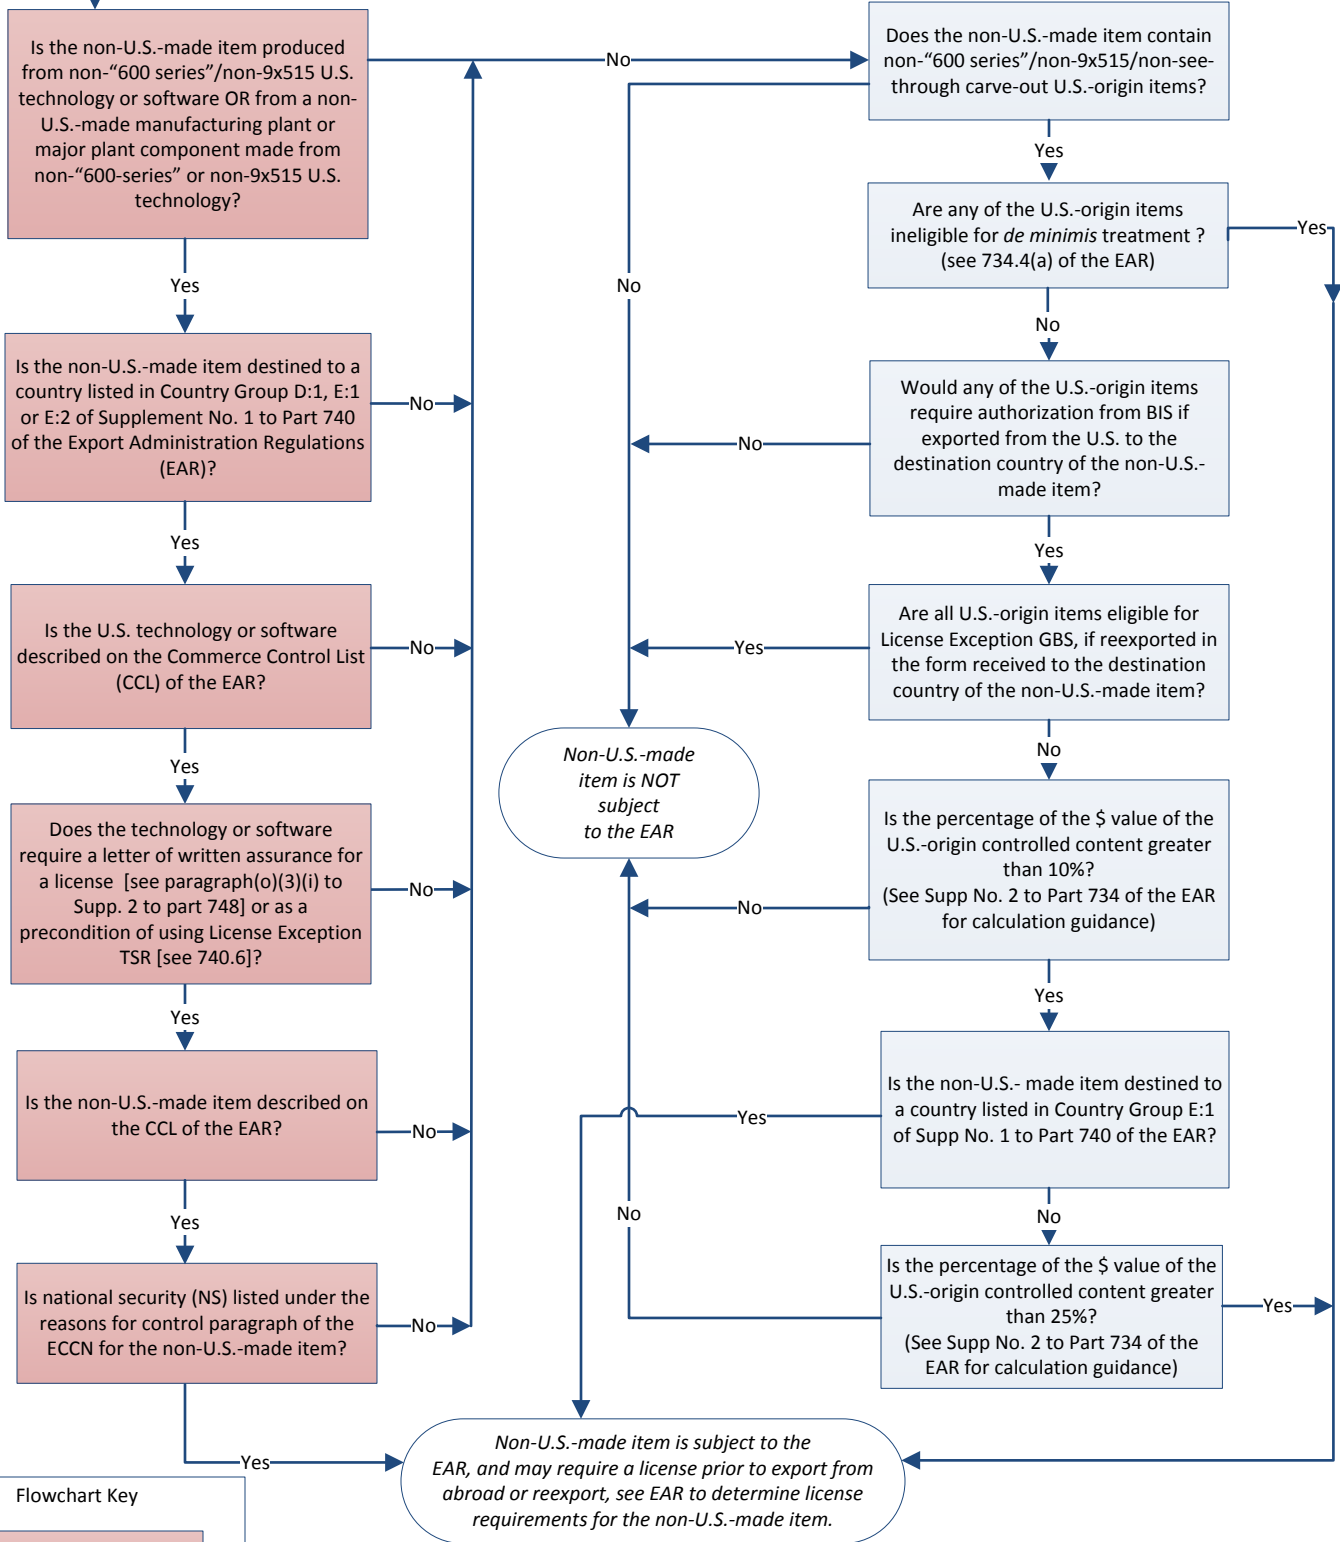 Is the non-U.S.-made item produced
from non-“600 series”/non-9x515 U.S.
technology or software OR from a non-
U.S.-made manufacturing plant or
major plant component made from
non-“600-series” or non-9x515 U.S.
technology?
No
Yes
Is the non-U.S.-made item destined to a
country listed in Country Group D:1, E:1
or E:2 of Supplement No. 1 to Part 740
of the Export Administration Regulations
(EAR)?
No
Yes
Is the U.S. technology or software
described on the Commerce Control List
(CCL) of the EAR?
No
Yes
Does the technology or software
require a letter of written assurance for
a license [see paragraph(o)(3)(i) to
Supp. 2 to part 748] or as a
precondition of using License Exception
TSR [see 740.6]?
No
Yes
Is the non-U.S.-made item described on
the CCL of the EAR?
No
Yes
Is national security (NS) listed under the
reasons for control paragraph of the
ECCN for the non-U.S.-made item?
No
Yes
Does the non-U.S.-made item contain
non-“600 series”/non-9x515/non-see-
through carve-out U.S.-origin items?
No
Yes
Are any of the U.S.-origin items
ineligible for de minimis treatment ?
(see 734.4(a) of the EAR)
Yes
No
Would any of the U.S.-origin items
require authorization from BIS if
exported from the U.S. to the
destination country of the non-U.S.-
made item?
No
Yes
Are all U.S.-origin items eligible for
License Exception GBS, if reexported in
the form received to the destination
country of the non-U.S.-made item?
Yes
No
Non-U.S.-made
item is NOT
subject
to the EAR
Is the percentage of the $ value of the
U.S.-origin controlled content greater
than 10%?
(See Supp No. 2 to Part 734 of the EAR
for calculation guidance)
No
Yes
Is the non-U.S.- made item destined to
a country listed in Country Group E:1
of Supp No. 1 to Part 740 of the EAR?
Yes
No
Is the percentage of the $ value of the
U.S.-origin controlled content greater
than 25%?
(See Supp No. 2 to Part 734 of the
EAR for calculation guidance)
No
Yes
Non-U.S.-made item is subject to the
EAR, and may require a license prior to export from
abroad or reexport, see EAR to determine license
requirements for the non-U.S.-made item.
Flowchart Key